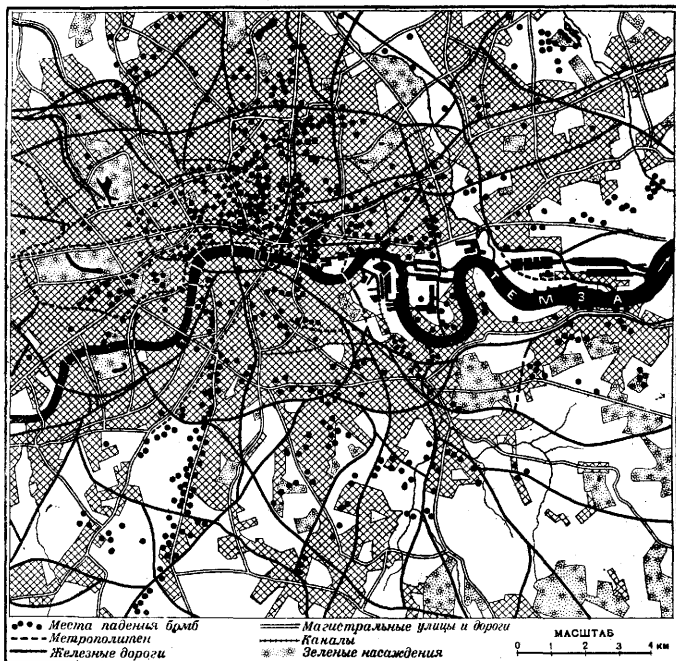 ТЕМЗА
Места падения бомб
Метрополитен
Железные дороги
Магистральные улицы и дороги
Каналы
Зеленые насаждения
МАСШТАБ
0 1 2 3 4 км